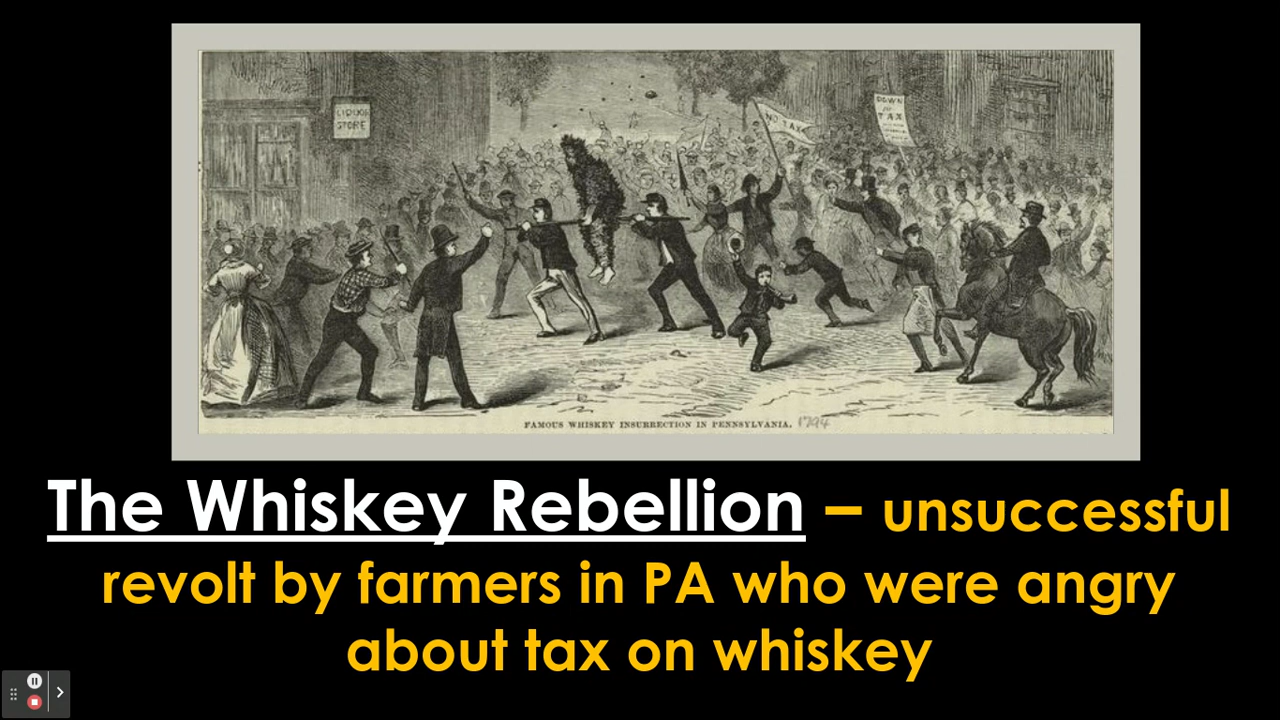 LIQUOR
STORE
NO TAX
DOWN
TAX
FAMOUS WHISKEY INSURRECTION IN PENNSYLVANIA. 1794
The Whiskey Rebellion – unsuccessful
revolt by farmers in PA who were angry
about tax on whiskey